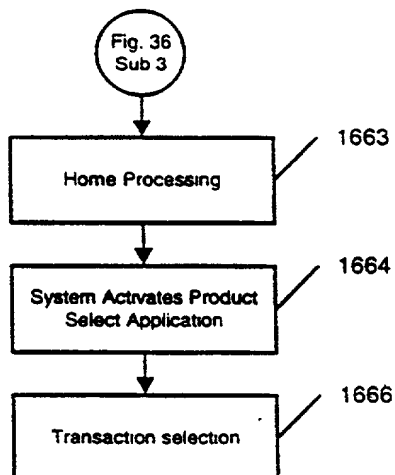 Fig. 36
Sub 3
1663
Home Processing
1664
System Activates Product
Select Application
1666
Transaction selection